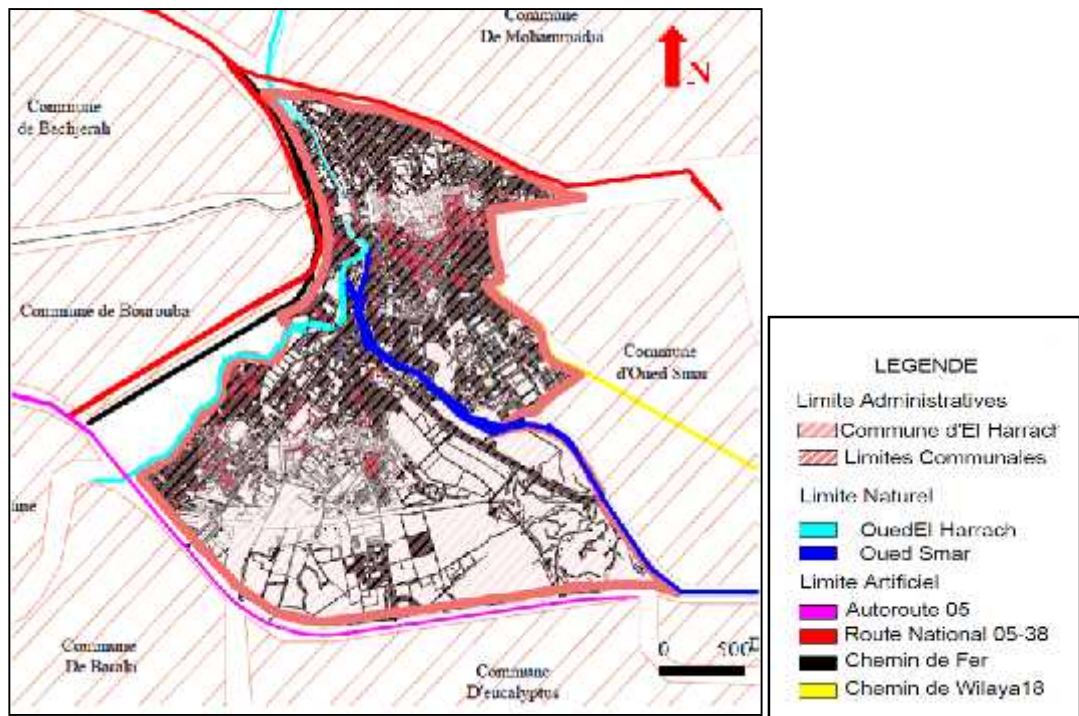 Commune
De Mohammadia
N
Commune
de Bachjerah
Commune de Bourouba
Commune
d'Oued Smar
Commune
De Baraki
Commune
D'eucalyptus
0 500
LEGENDE
Limite Administratives
Commune d'El Harrach
Limites Communales
Limite Naturel
OuedEl Harrach
Oued Smar
Limite Artificiel
Autoroute 05
Route National 05-38
Chemin de Fer
Chemin de Wilaya18